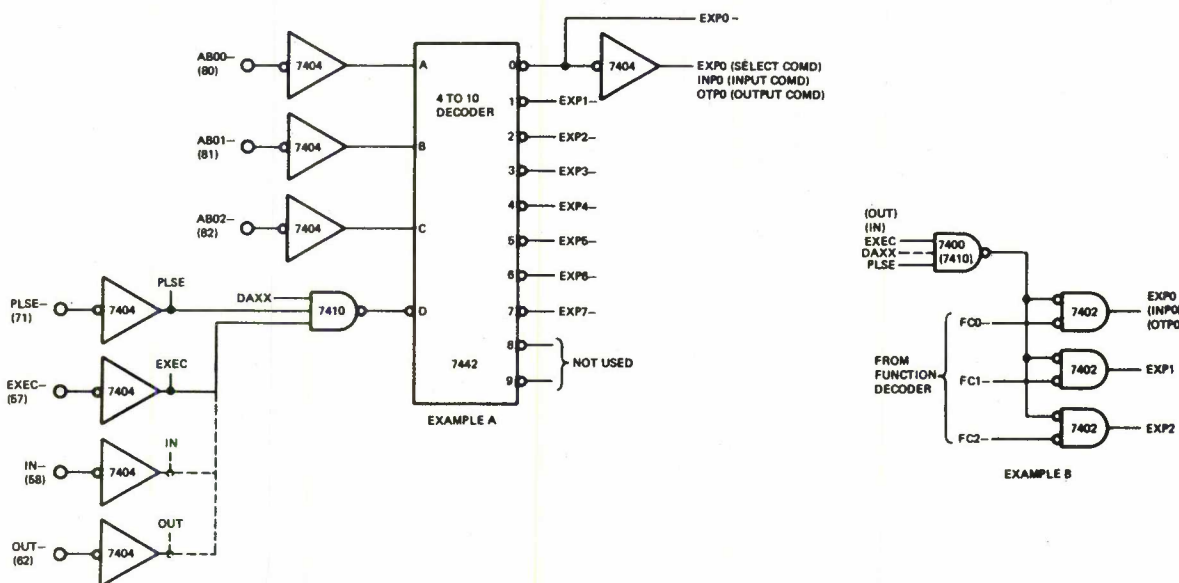 EXP0-
AB00-
(80)
7404
A
0
7404
EXP0 (SELECT COMD)
INP0 (INPUT COMD)
OTP0 (OUTPUT COMD)
4 TO 10
DECODER
1
EXP1-
AB01-
(81)
7404
B
2
EXP2-
3
EXP3-
AB02-
(82)
7404
C
4
EXP4-
5
EXP5-
6
EXP6-
PLSE-
(71)
7404
PLSE
DAXX
7410
D
7
EXP7-
8
9
NOT USED
7442
EXAMPLE A
EXEC-
(57)
7404
EXEC
IN-
(58)
7404
IN
OUT-
(62)
7404
OUT
(OUT)
(IN)
EXEC
DAXX
PLSE
7400
(7410)
FROM
FUNCTION
DECODER
FC0-
7402
EXP0
(INP0)
(OTP0)
FC1-
7402
EXP1
FC2-
7402
EXP2
EXAMPLE B